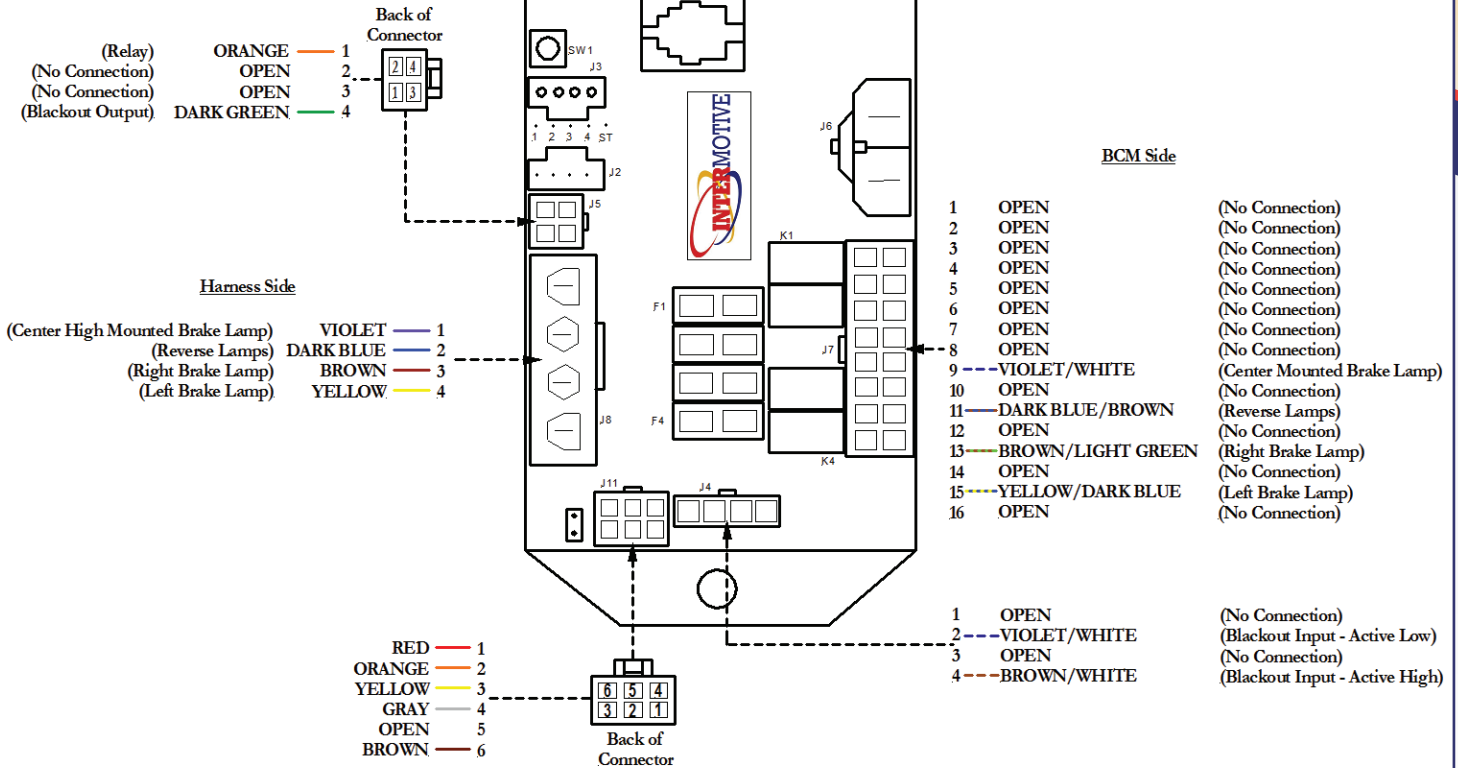 Back of
Connector
(Relay) ORANGE 1
(No Connection) OPEN 2
(No Connection) OPEN 3
(Blackout Output) DARK GREEN 4
2 4
1 3
SW1
J3
1 2 3 4 ST
J2
J5
INTERMOTIVE
J6
K1
F1
J7
F4
K4
J8
J11
J4
Harness Side
(Center High Mounted Brake Lamp) VIOLET 1
(Reverse Lamps) DARK BLUE 2
(Right Brake Lamp) BROWN 3
(Left Brake Lamp) YELLOW 4
BCM Side
1 OPEN (No Connection)
2 OPEN (No Connection)
3 OPEN (No Connection)
4 OPEN (No Connection)
5 OPEN (No Connection)
6 OPEN (No Connection)
7 OPEN (No Connection)
8 OPEN (No Connection)
9 VIOLET/WHITE (Center Mounted Brake Lamp)
10 OPEN (No Connection)
11 DARK BLUE/BROWN (Reverse Lamps)
12 OPEN (No Connection)
13 BROWN/LIGHT GREEN (Right Brake Lamp)
14 OPEN (No Connection)
15 YELLOW/DARK BLUE (Left Brake Lamp)
16 OPEN (No Connection)
1 OPEN (No Connection)
2 VIOLET/WHITE (Blackout Input - Active Low)
3 OPEN (No Connection)
4 BROWN/WHITE (Blackout Input - Active High)
RED 1
ORANGE 2
YELLOW 3
GRAY 4
OPEN 5
BROWN 6
6 5 4
3 2 1
Back of
Connector